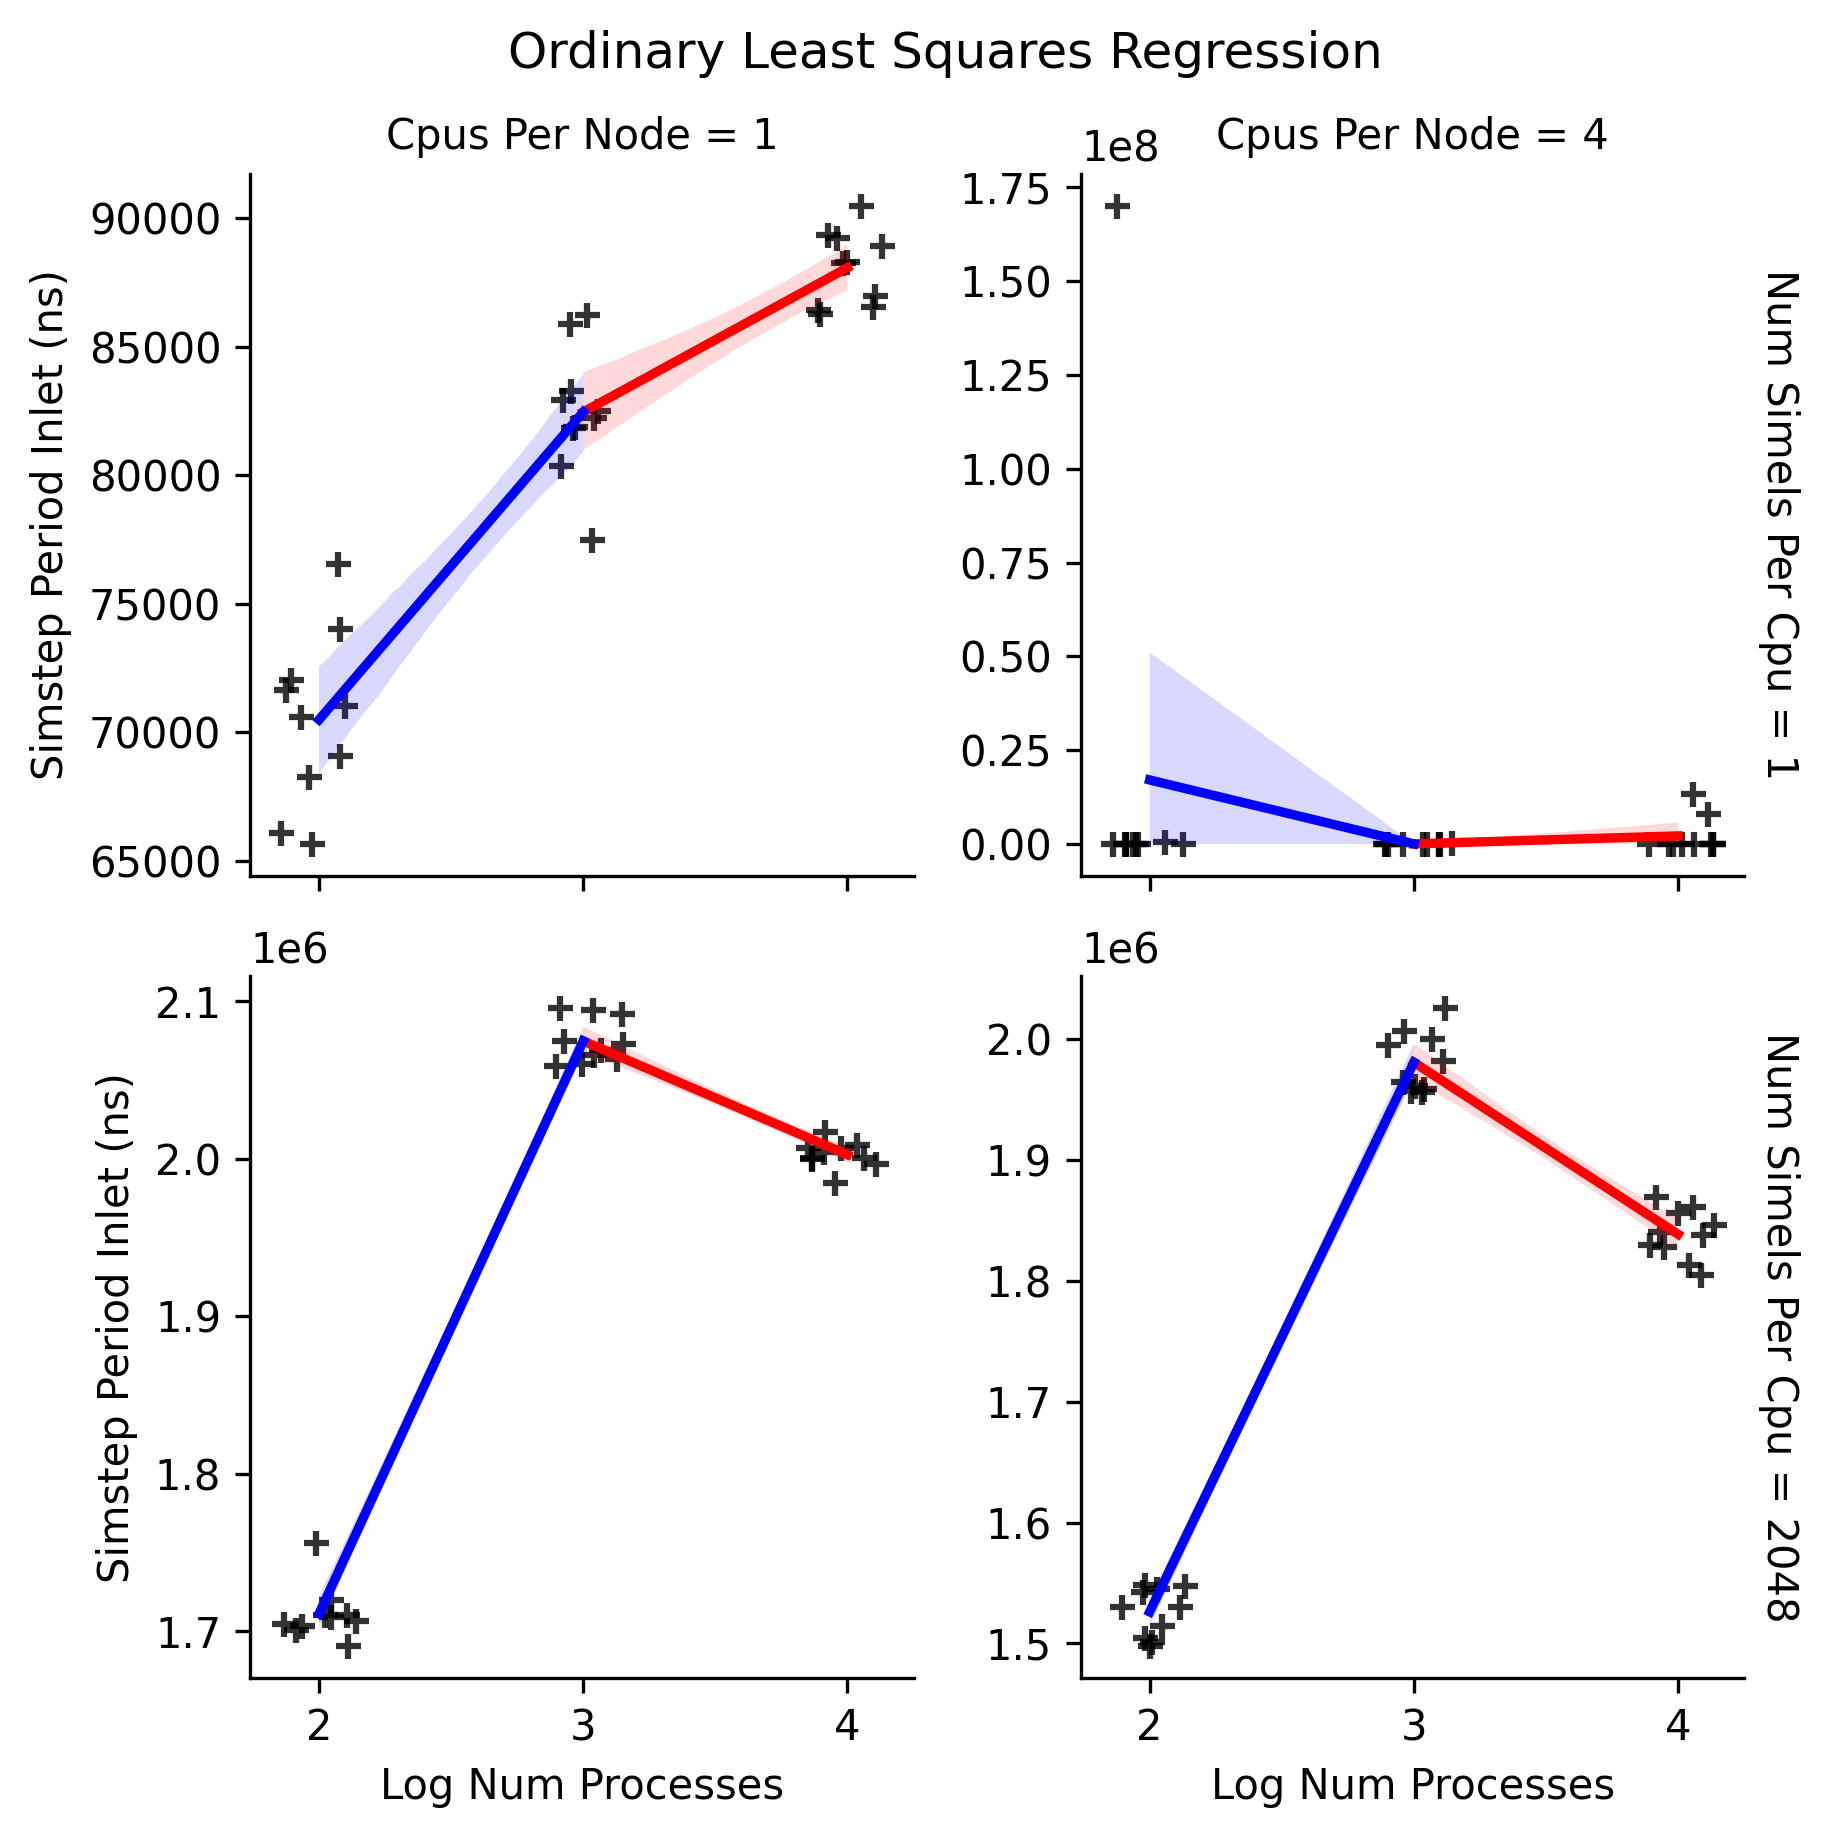 Ordinary Least Squares Regression
Cpus Per Node = 1
Cpus Per Node = 4
Simstep Period Inlet (ns)
90000
85000
80000
75000
70000
65000
1e8
1.75
1.50
1.25
1.00
0.75
0.50
0.25
0.00
Num Simels Per Cpu = 1
Simstep Period Inlet (ns)
1e6
2.1
2.0
1.9
1.8
1.7
2 3 4
Log Num Processes
1e6
2.0
1.9
1.8
1.7
1.6
1.5
2 3 4
Log Num Processes
Num Simels Per Cpu = 2048